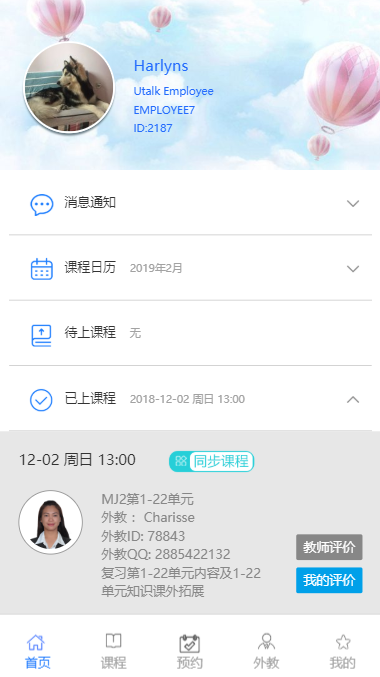 Harlyns
Utalk Employee
EMPLOYEE7
ID:2187
消息通知
课程日历 2019年2月
待上课程 无
已上课程 2018-12-02 周日 13:00
12-02 周日 13:00 同步课程
MJ2第1-22单元
外教： Charisse
外教ID: 78843
外教QQ: 2885422132
教师评价
复习第1-22单元内容及1-22
单元知识课外拓展
我的评价
首页 课程 预约 外教 我的